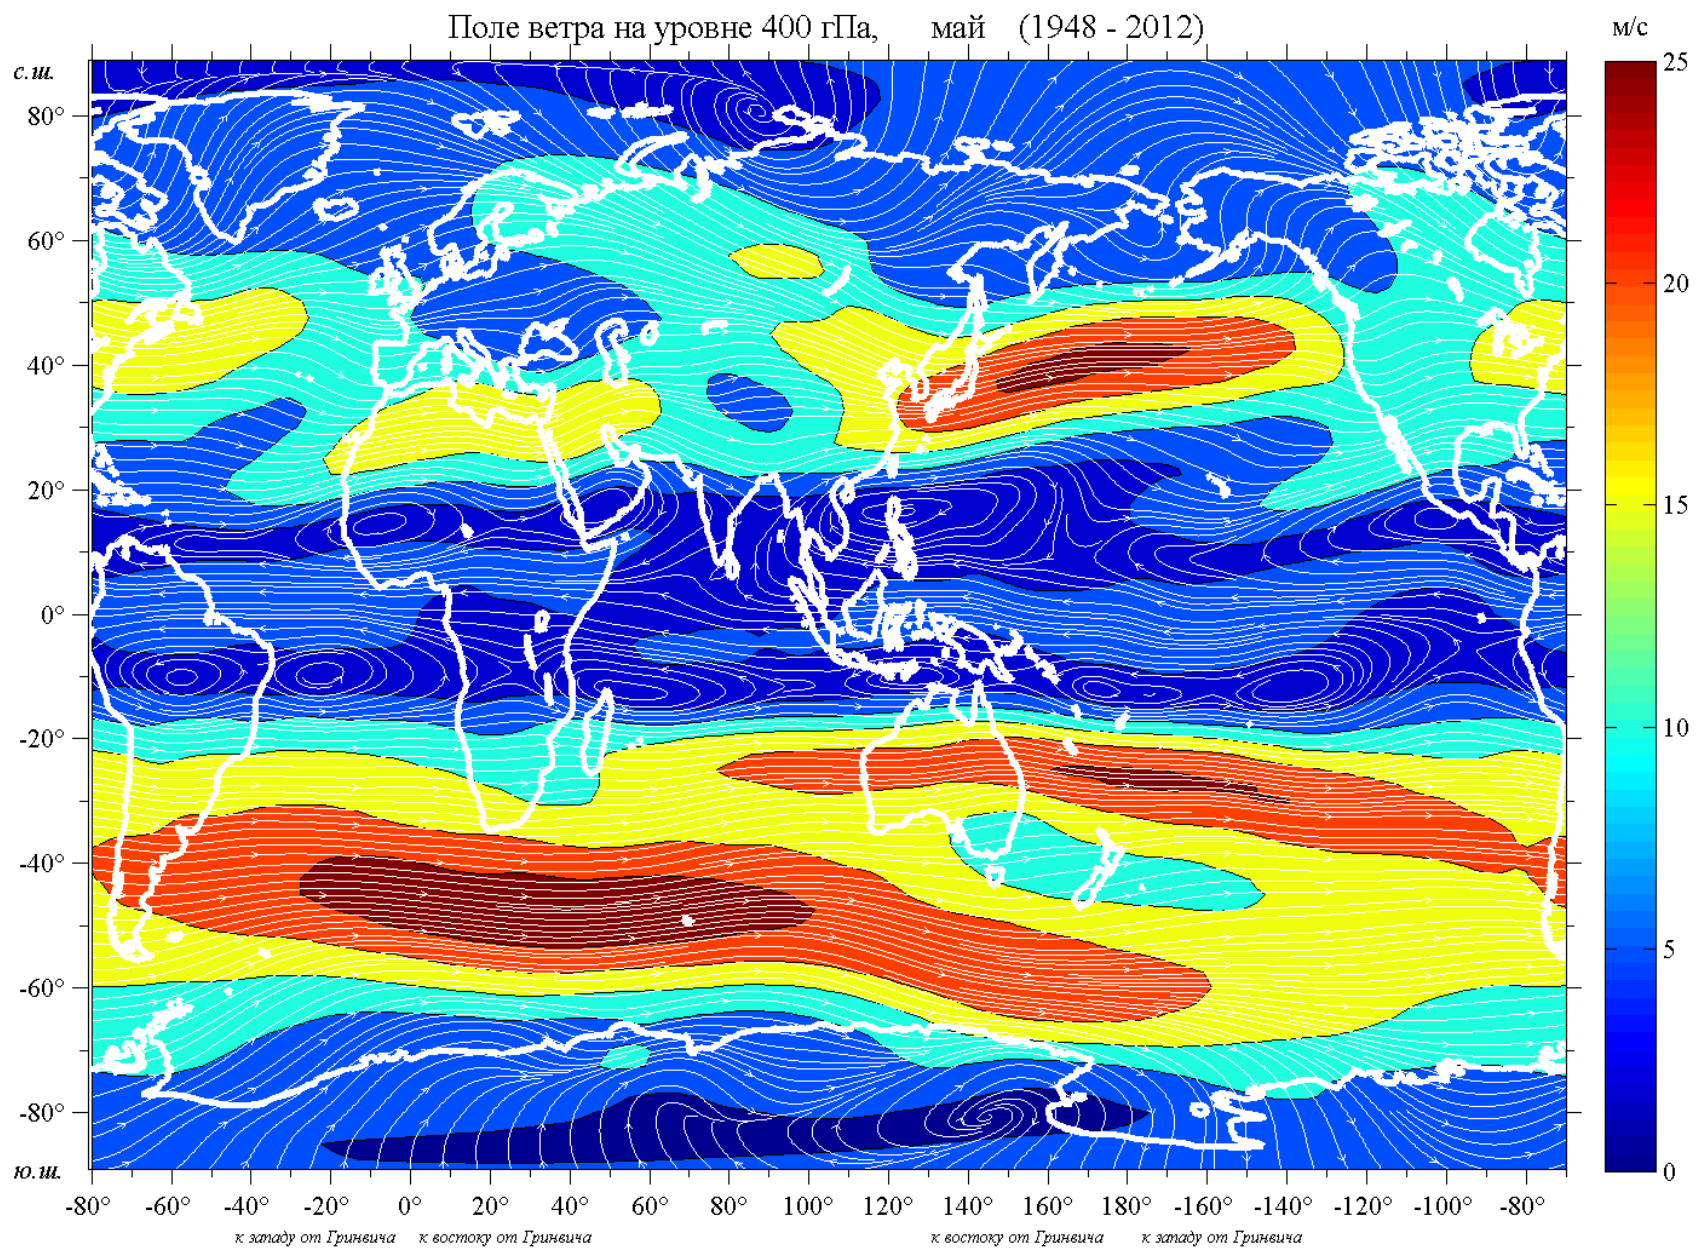 Поле ветра на уровне 400 гПа, май (1948 - 2012)
м/с
с.ш.
80°
60°
40°
20°
0°
-20°
-40°
-60°
-80°
ю.ш.
25
20
15
10
5
0
-80° -60° -40° -20° 0° 20° 40° 60° 80° 100° 120° 140° 160° 180° -160° -140° -120° -100° -80°
к западу от Гринвича к востоку от Гринвича к востоку от Гринвича к западу от Гринвича